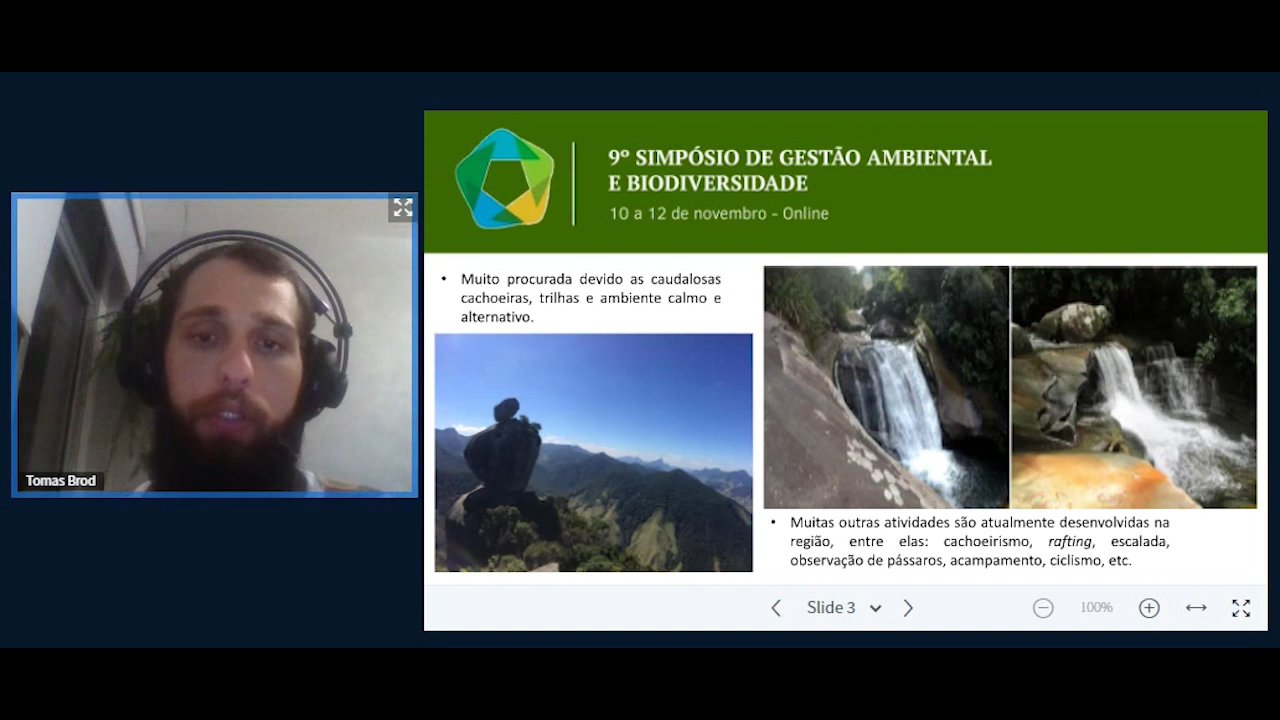 9º SIMPÓSIO DE GESTÃO AMBIENTAL
E BIODIVERSIDADE
10 a 12 de novembro - Online
• Muito procurada devido as caudalosas
cachoeiras, trilhas e ambiente calmo e
alternativo.
• Muitas outras atividades são atualmente desenvolvidas na
região, entre elas: cachoeirismo, rafting, escalada,
observação de pássaros, acampamento, ciclismo, etc.
Tomas Brod
Slide 3
100%